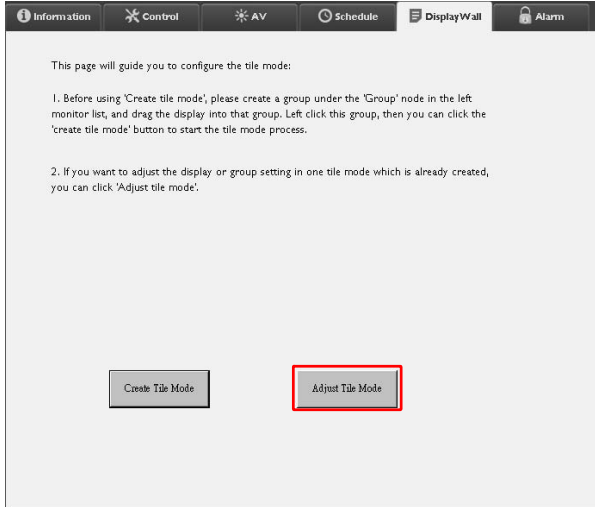 Information Control AV Schedule DisplayWall Alarm
This page will guide you to configure the tile mode:
1. Before using 'Create tile mode', please create a group under the 'Group' node in the left
monitor list, and drag the display into that group. Left click this group, then you can click the
'create tile mode' button to start the tile mode process.
2. If you want to adjust the display or group setting in one tile mode which is already created,
you can click 'Adjust tile mode'.
Create Tile Mode Adjust Tile Mode